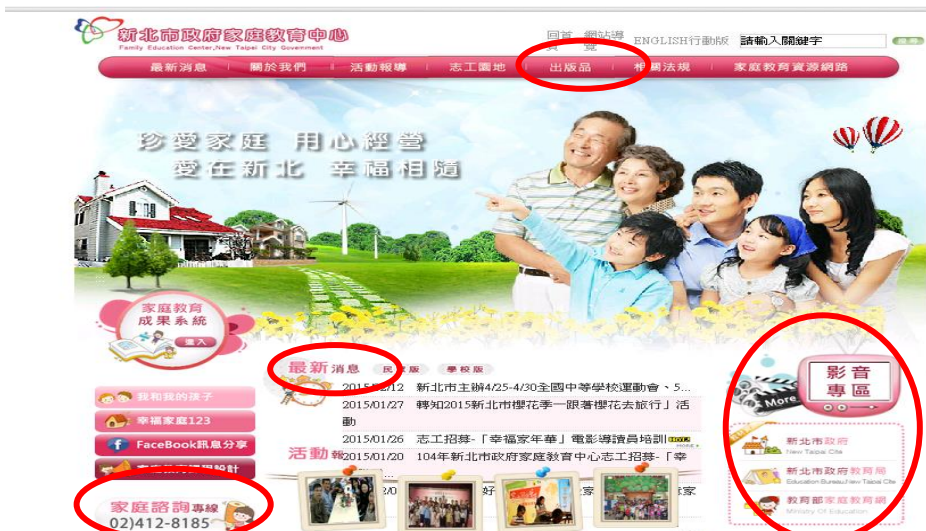 新北市政府家庭教育中心
Family Education Center,New Taipei City Government
回首頁 網站導覽 ENGLISH行動版 請輸入關鍵字
最新消息 關於我們 活動報導 志工園地 出版品 相關法規 家庭教育資源網路
珍愛家庭 用心經營
愛在新北 幸福相隨
家庭教育
成果系統
進入
最新消息 民眾版 學校版
2015/02/12 新北市主辦4/25-4/30全國中等學校運動會、5...
2015/01/27 轉知2015新北市櫻花季─跟著櫻花去旅行」活動
2015/01/26 志工招募-「幸福家年華」電影導讀員培訓
MORE
2015/01/20 104年新北市政府家庭教育中心志工招募-「幸
活動報
我和我的孩子
幸福家庭123
FaceBook訊息分享
家庭諮詢專線
02)412-8185
影音
專區
More
新北市政府
New Taipei Citie
新北市政府教育局
Education Bureau,New Taipei Citie
教育部家庭教育網
Ministry Of Education